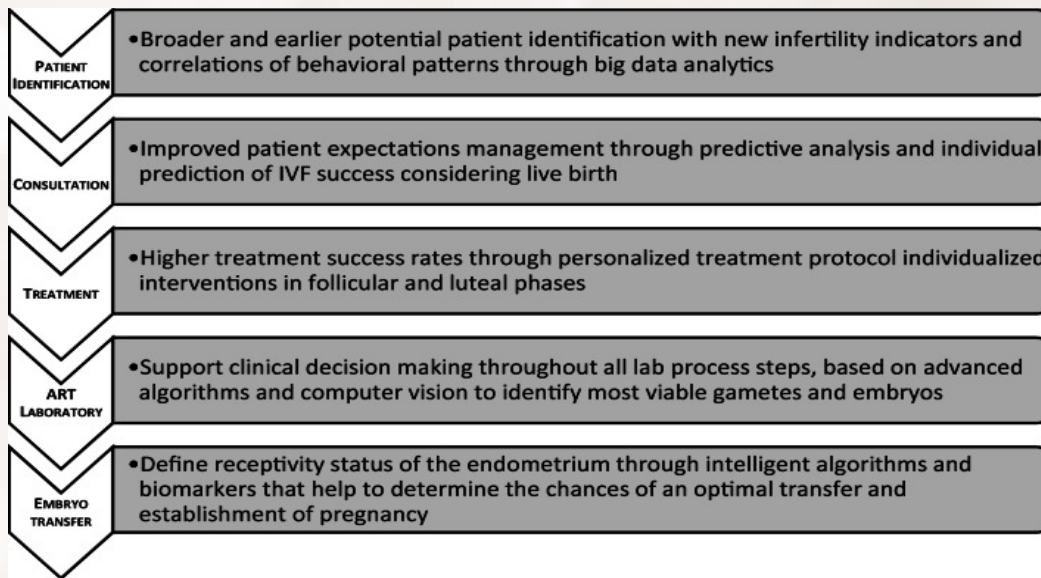 PATIENT
IDENTIFICATION
•Broader and earlier potential patient identification with new infertility indicators and
correlations of behavioral patterns through big data analytics
CONSULTATION
•Improved patient expectations management through predictive analysis and individual
prediction of IVF success considering live birth
TREATMENT
•Higher treatment success rates through personalized treatment protocol individualized
interventions in follicular and luteal phases
ART
LABORATORY
•Support clinical decision making throughout all lab process steps, based on advanced
algorithms and computer vision to identify most viable gametes and embryos
EMBRYO
TRANSFER
•Define receptivity status of the endometrium through intelligent algorithms and
biomarkers that help to determine the chances of an optimal transfer and
establishment of pregnancy